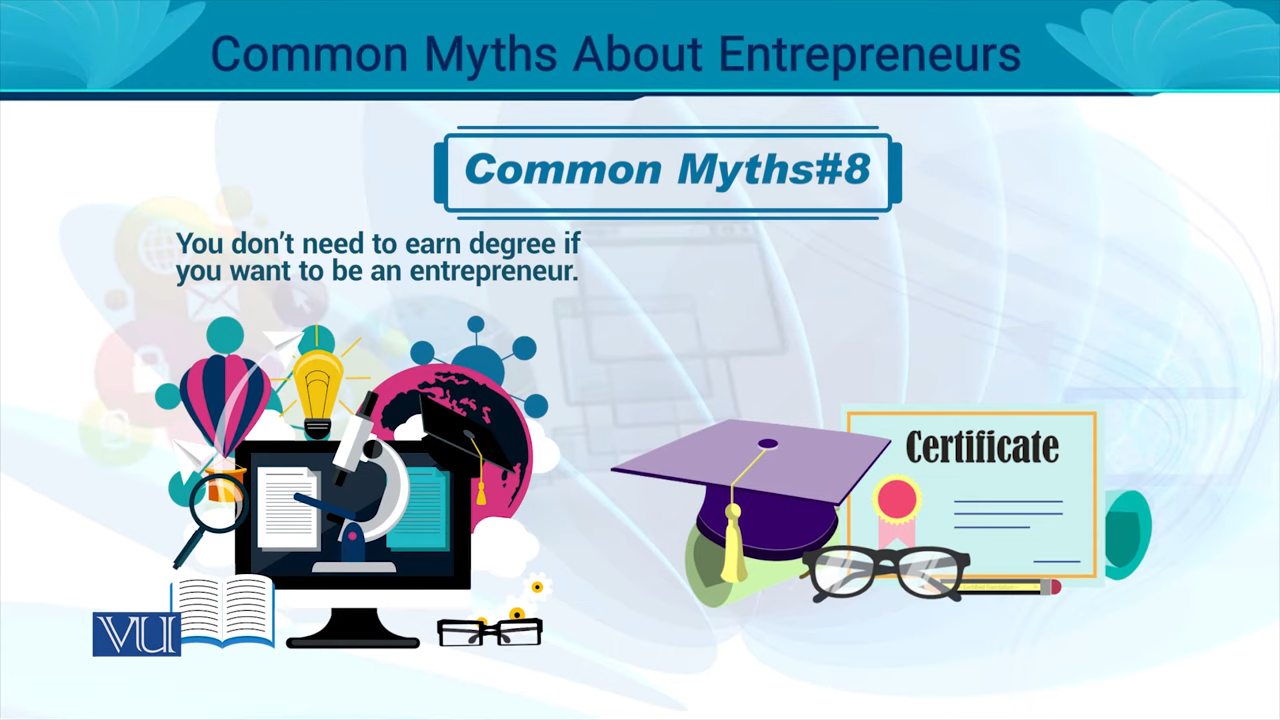 Common Myths About Entrepreneurs
Common Myths#8
You don't need to earn degree if
you want to be an entrepreneur.
Certificate
VU